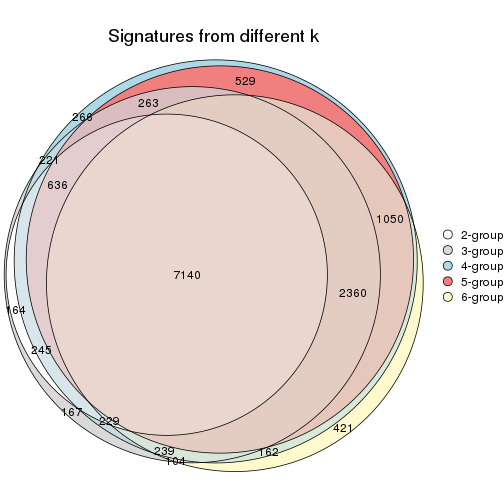 Signatures from different k
529
263
266
221
636
1050
7140
2360
164
245
167
229
421
239
162
104
2-group
3-group
4-group
5-group
6-group